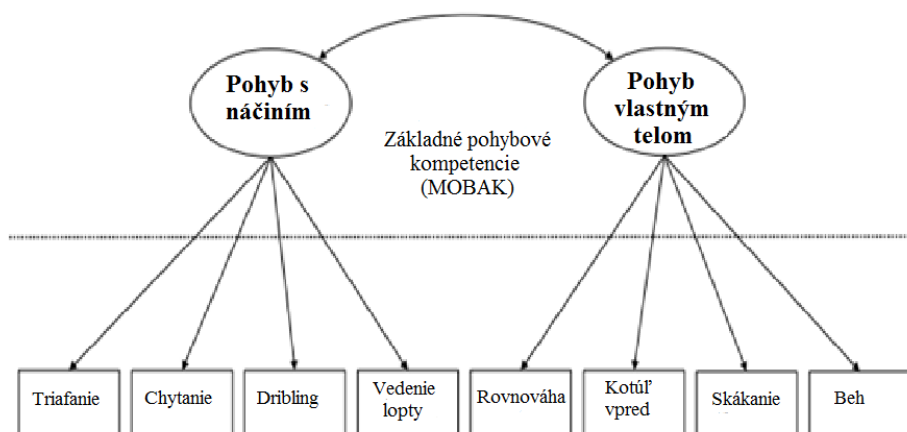 Pohyb s
náčiním
Pohyb
vlastným
telom
Základné pohybové
kompetencie
(MOBAK)
Triafanie
Chytanie
Dribling
Vedenie
lopty
Rovnováha
Kotúľ
vpred
Skákanie
Beh